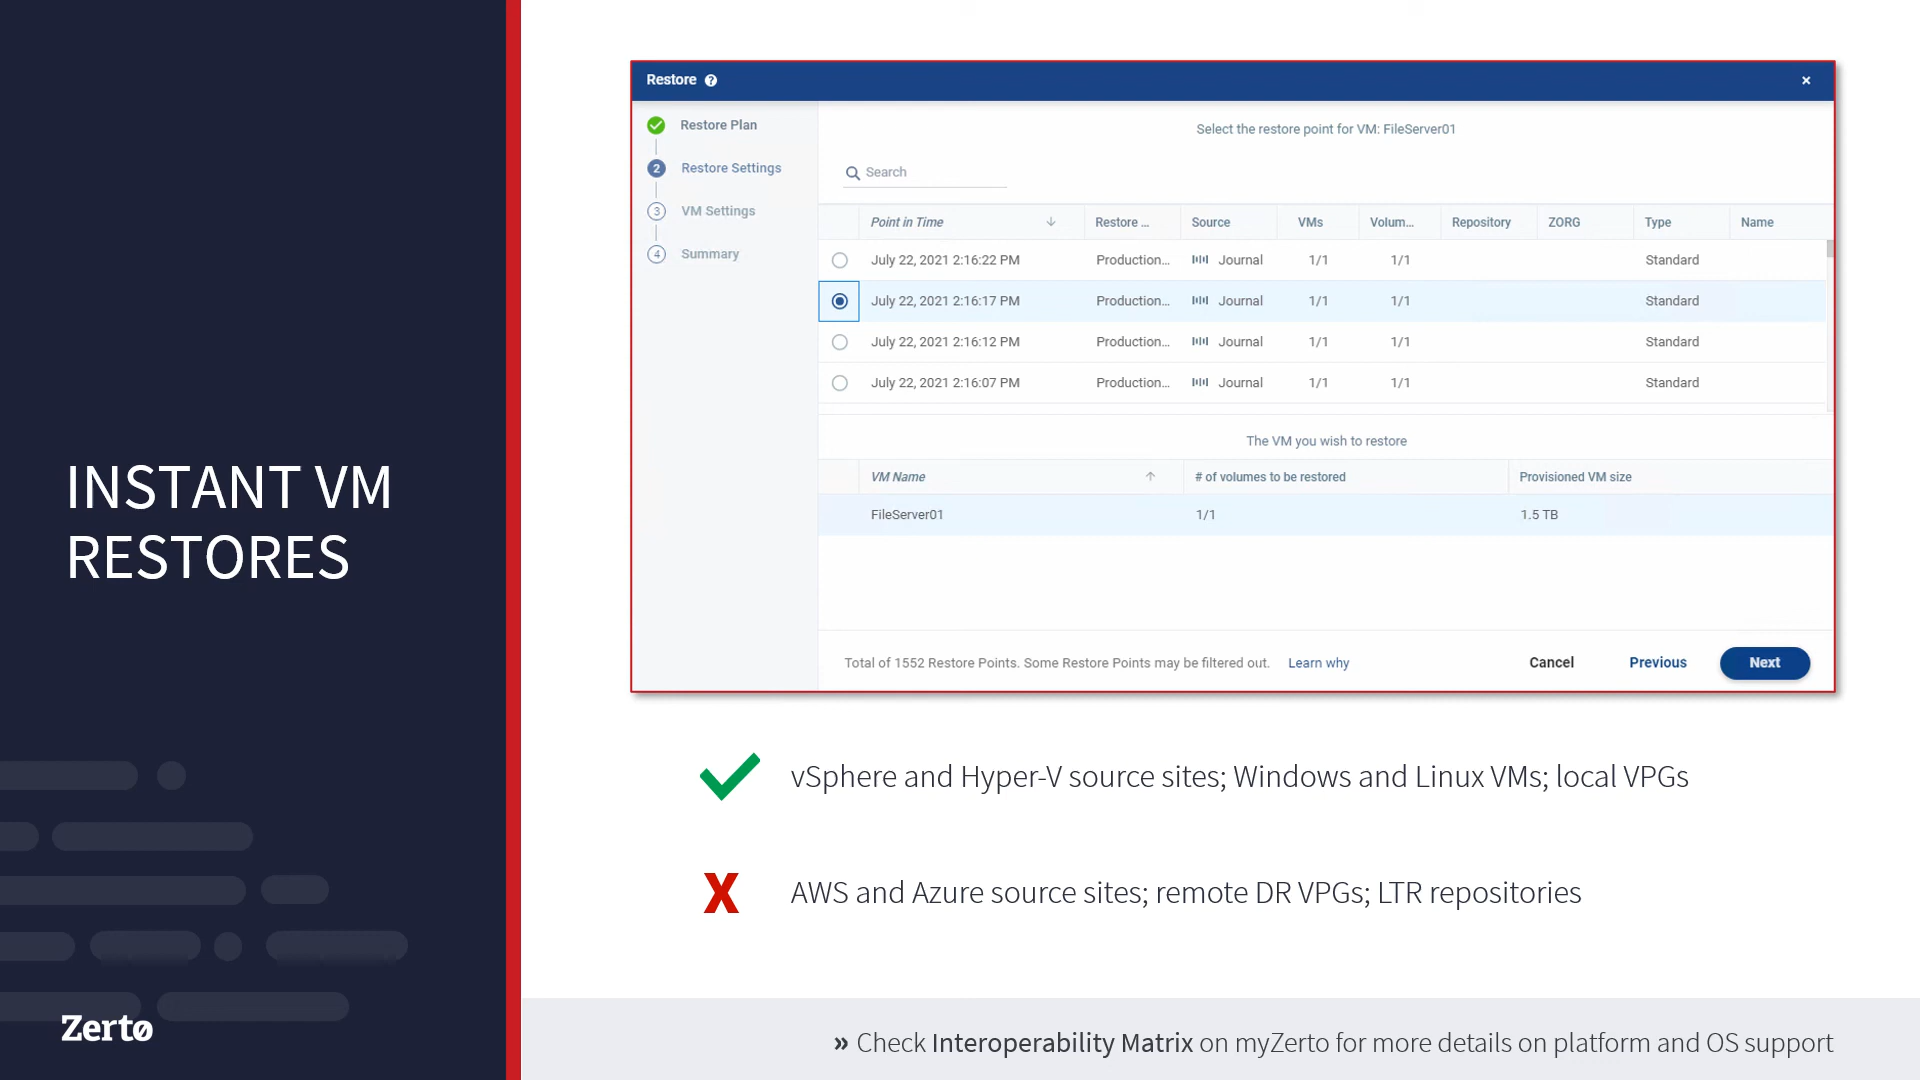 INSTANT VM
RESTORES
Zerto
Restore ?
Restore Plan
2 Restore Settings
3 VM Settings
4 Summary
Select the restore point for VM: FileServer01
Search
Point in Time Restore ... Source VMs Volum... Repository ZORG Type Name
July 22, 2021 2:16:22 PM Production... Journal 1/1 1/1 Standard
July 22, 2021 2:16:17 PM Production... Journal 1/1 1/1 Standard
July 22, 2021 2:16:12 PM Production... Journal 1/1 1/1 Standard
July 22, 2021 2:16:07 PM Production... Journal 1/1 1/1 Standard
The VM you wish to restore
VM Name # of volumes to be restored Provisioned VM size
FileServer01 1/1 1.5 TB
Total of 1552 Restore Points. Some Restore Points may be filtered out. Learn why Cancel Previous Next
vSphere and Hyper-V source sites; Windows and Linux VMs; local VPGs
X AWS and Azure source sites; remote DR VPGs; LTR repositories
» Check Interoperability Matrix on myZerto for more details on platform and OS support